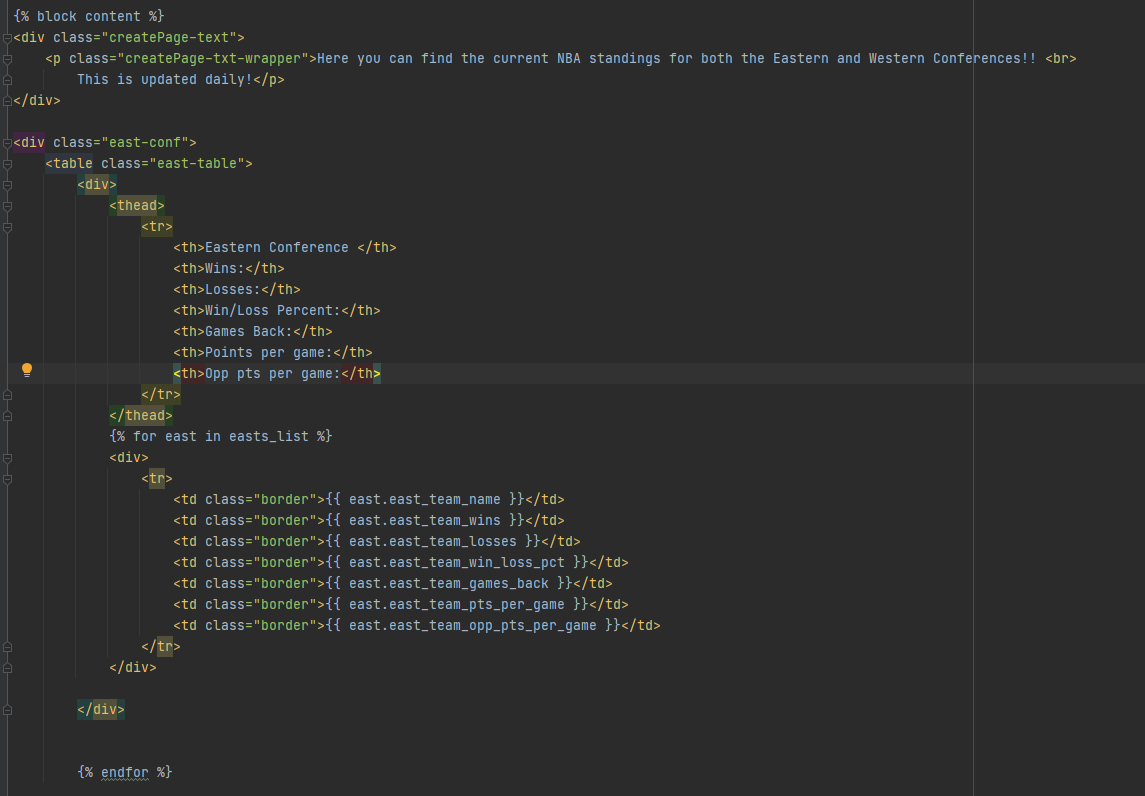 {% block content %}
<div class="createPage-text">
    <p class="createPage-txt-wrapper">Here you can find the current NBA standings for both the Eastern and Western Conferences!! <br>
        This is updated daily!</p>
</div>

<div class="east-conf">
    <table class="east-table">
        <div>
            <thead>
                <tr>
                    <th>Eastern Conference </th>
                    <th>Wins:</th>
                    <th>Losses:</th>
                    <th>Win/Loss Percent:</th>
                    <th>Games Back:</th>
                    <th>Points per game:</th>
                    <th>Opp pts per game:</th>
                </tr>
            </thead>
            {% for east in easts_list %}
            <div>
                <tr>
                    <td class="border">{{ east.east_team_name }}</td>
                    <td class="border">{{ east.east_team_wins }}</td>
                    <td class="border">{{ east.east_team_losses }}</td>
                    <td class="border">{{ east.east_team_win_loss_pct }}</td>
                    <td class="border">{{ east.east_team_games_back }}</td>
                    <td class="border">{{ east.east_team_pts_per_game }}</td>
                    <td class="border">{{ east.east_team_opp_pts_per_game }}</td>
                </tr>
            </div>

        </div>


        {% endfor %}